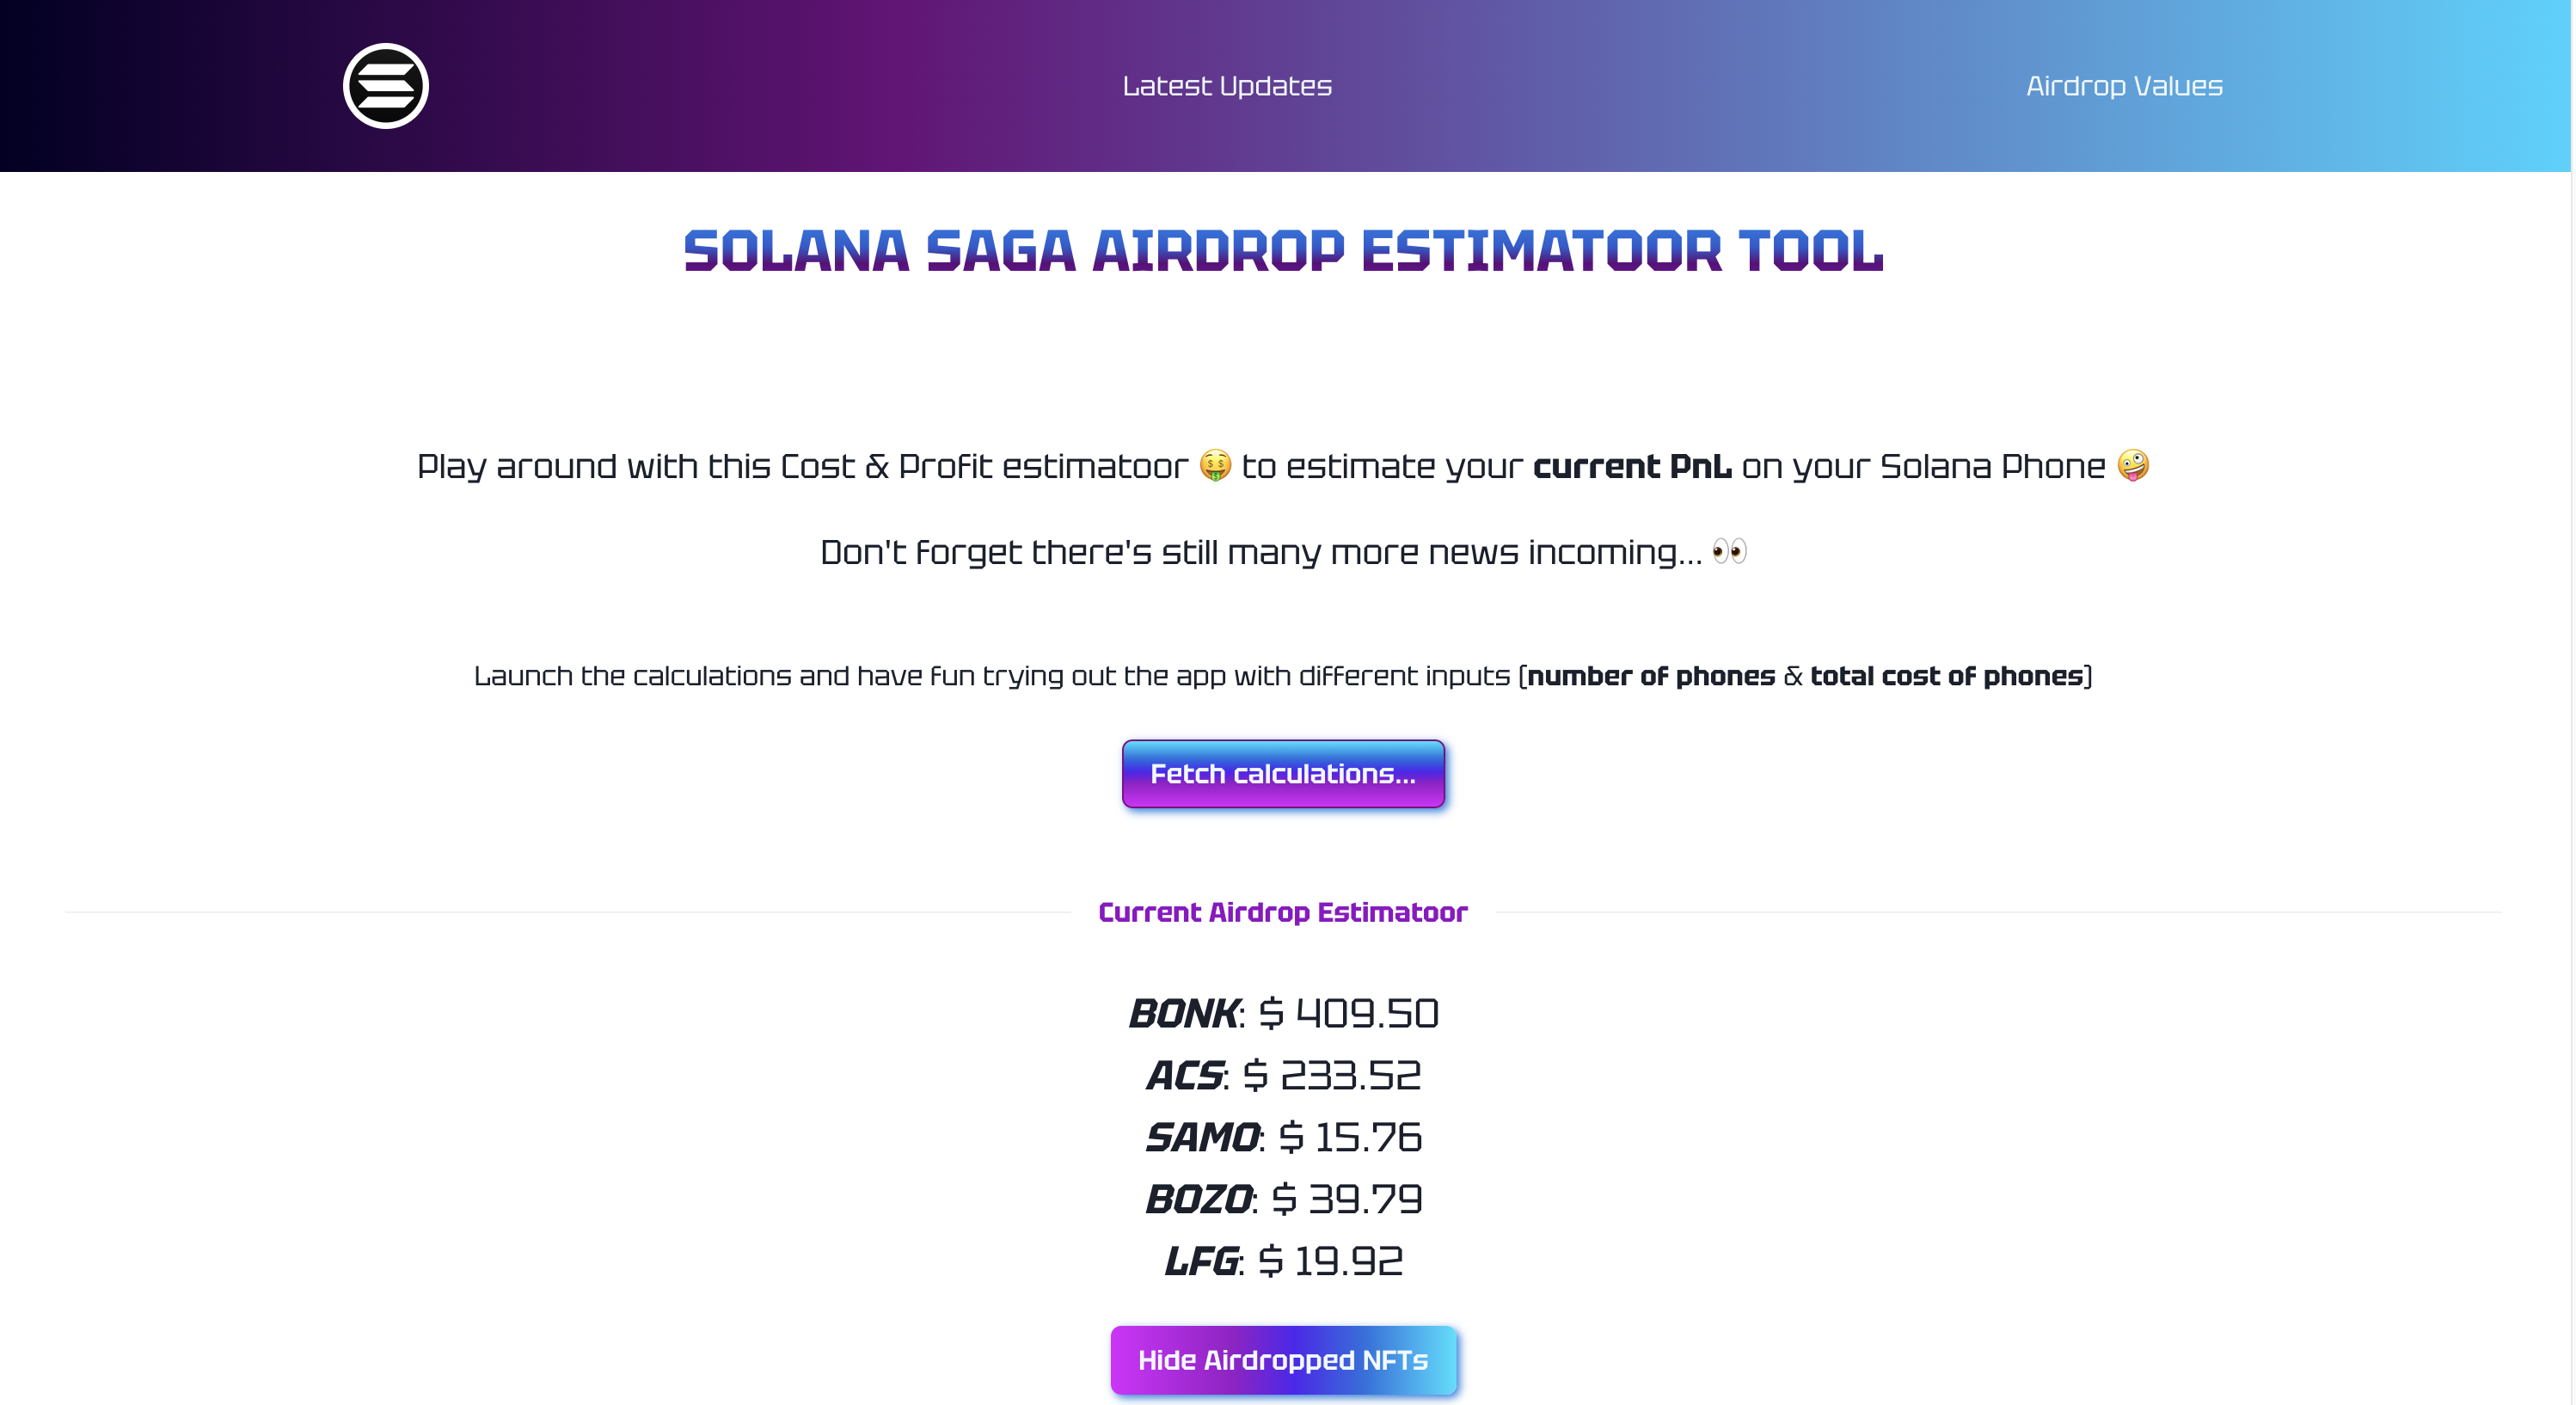 Latest Updates
Airdrop Values
SOLANA SAGA AIRDROP ESTIMATOOR TOOL
Play around with this Cost & Profit estimatoor 🤑 to estimate your current PnL on your Solana Phone 🤪
Don't forget there's still many more news incoming... 👀
Launch the calculations and have fun trying out the app with different inputs (number of phones & total cost of phones)
Fetch calculations...
Current Airdrop Estimatoor
BONK: $ 409.50
ACS: $ 233.52
SAMO: $ 15.76
BOZO: $ 39.79
LFG: $ 19.92
Hide Airdropped NFTs